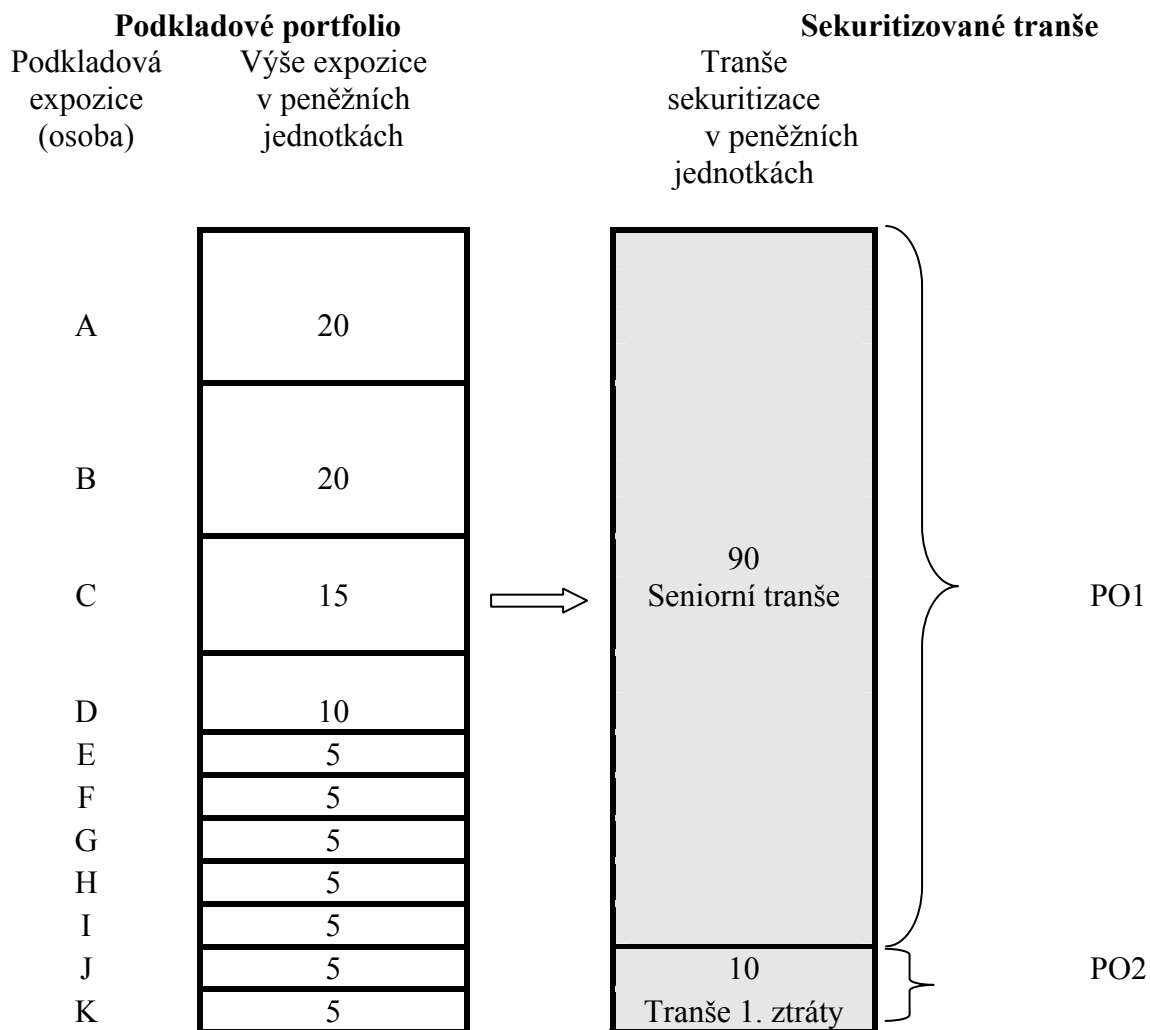 Podkladové portfolio Sekuritizované tranše
Podkladová Výše expozice Tranše
expozice v peněžních sekuritizace
(osoba) jednotkách v peněžních
jednotkách
A 20
B 20
90
C 15 Seniorní tranše PO1
D 10
E 5
F 5
G 5
H 5
I 5
J 5 10 PO2
K 5 Tranše 1. ztráty